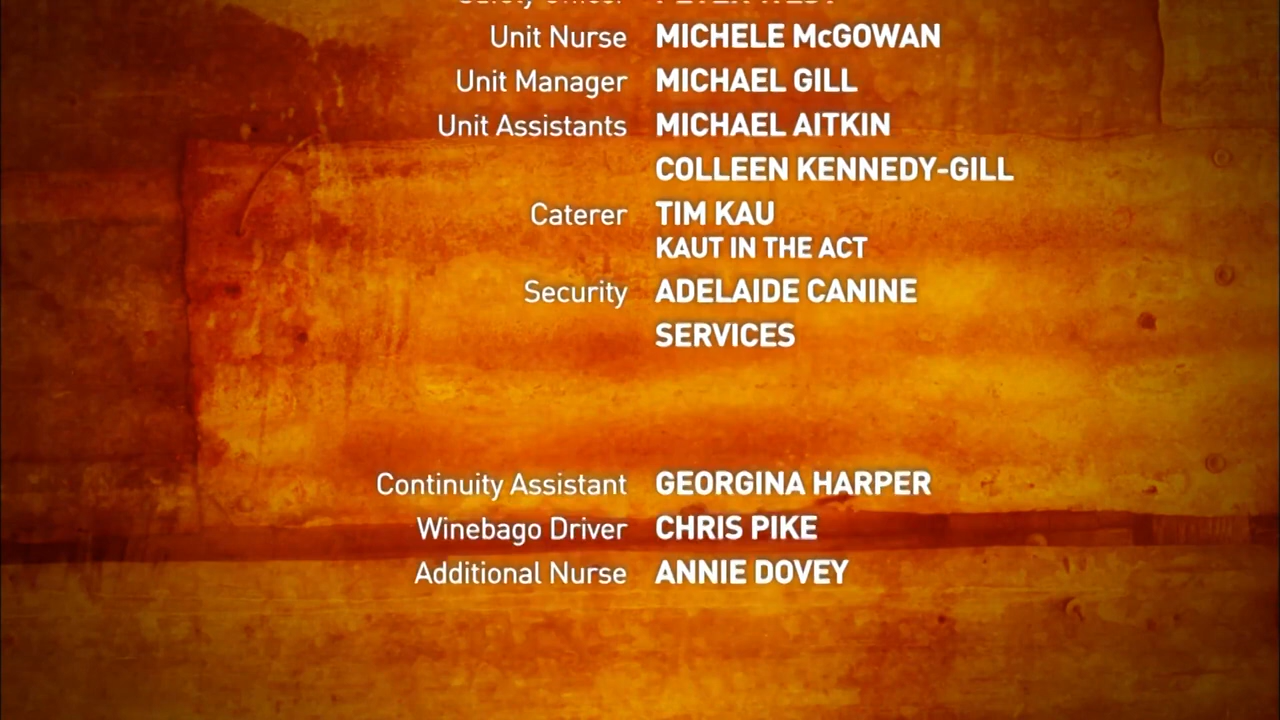 Unit Nurse MICHELE McGOWAN
Unit Manager MICHAEL GILL
Unit Assistants MICHAEL AITKIN
COLLEEN KENNEDY-GILL
Caterer TIM KAU
KAUT IN THE ACT
Security ADELAIDE CANINE
SERVICES
Continuity Assistant GEORGINA HARPER
Winebago Driver CHRIS PIKE
Additional Nurse ANNIE DOVEY